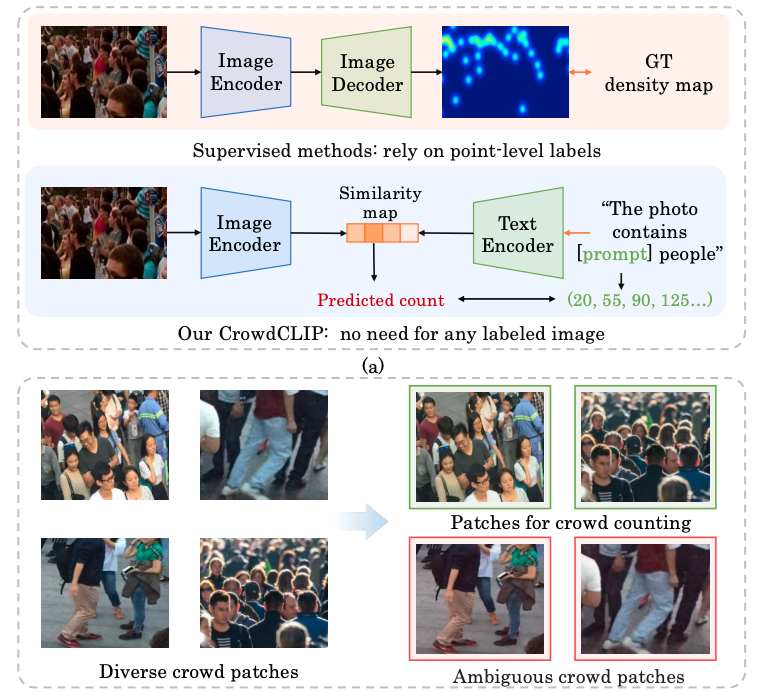 Image
Encoder
Image
Decoder
GT
density map
Supervised methods: rely on point-level labels
Image
Encoder
Similarity
map
Text
Encoder
“The photo
contains
[prompt] people”
Predicted count
(20, 55, 90, 125...)
Our CrowdCLIP: no need for any labeled image
(a)
Patches for crowd counting
Diverse crowd patches
Ambiguous crowd patches